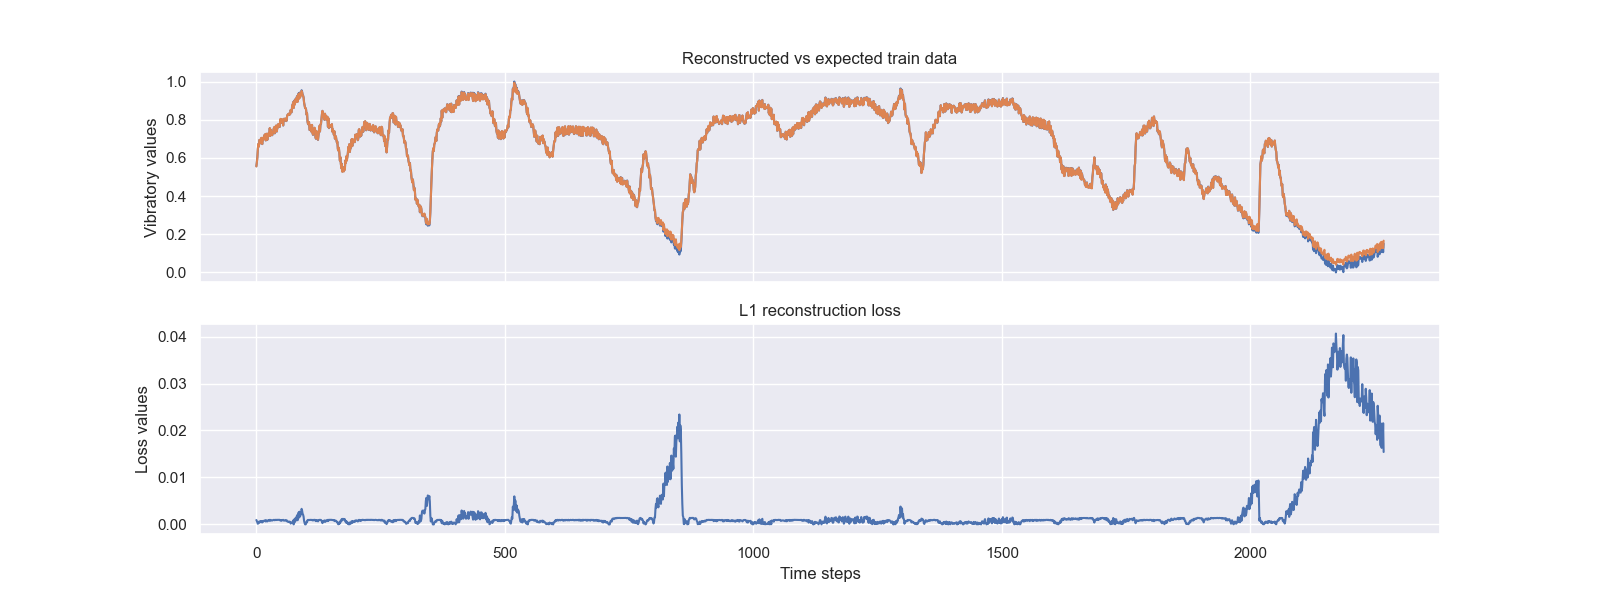 Reconstructed vs expected train data
1.0
0.8
0.6
0.4
0.2
0.0
Vibratory values
L1 reconstruction loss
0.04
0.03
0.02
0.01
0.00
Loss values
0 500 1000 1500 2000
Time steps